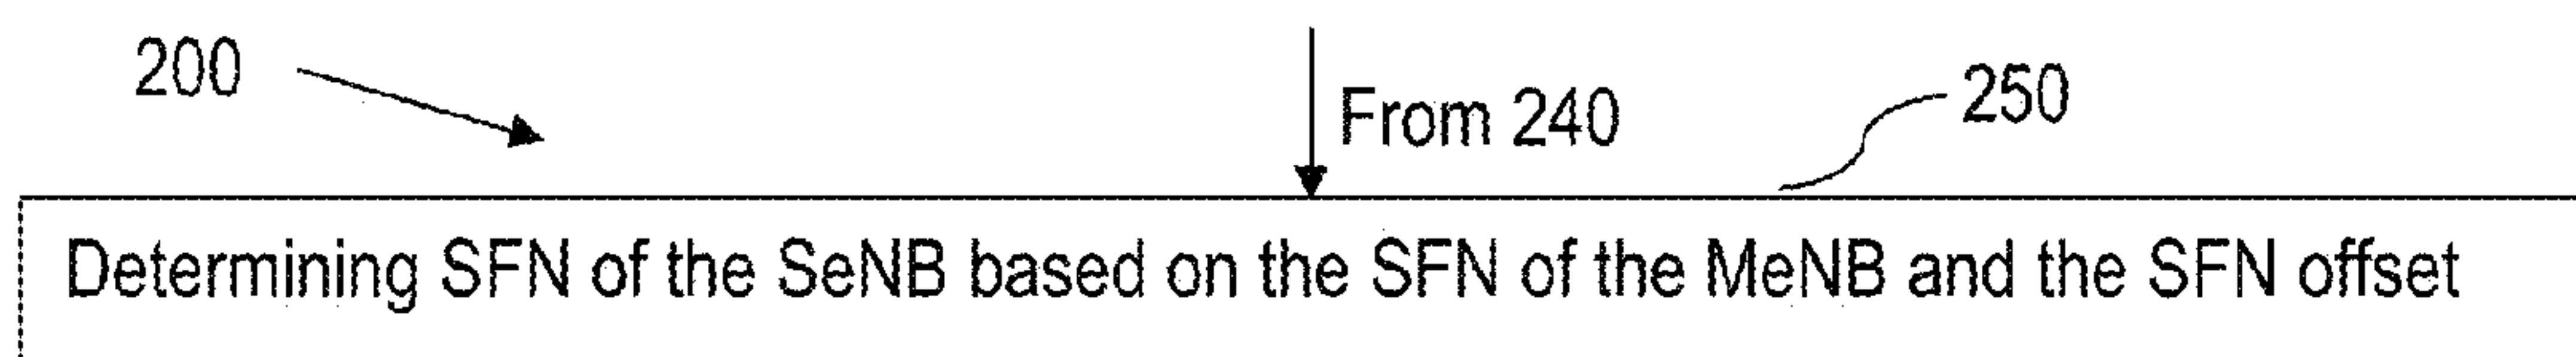 200
From 240
250
Determining SFN of the SeNB based on the SFN of the MeNB and the SFN offset